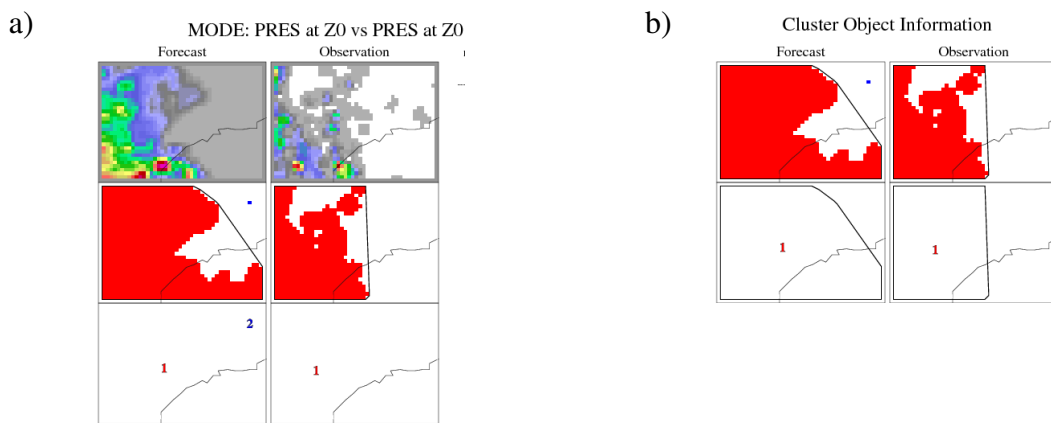 a)
MODE: PRES at Z0 vs PRES at Z0
Forecast
Observation
2
1
1
b)
Cluster Object Information
Forecast
Observation
1
1